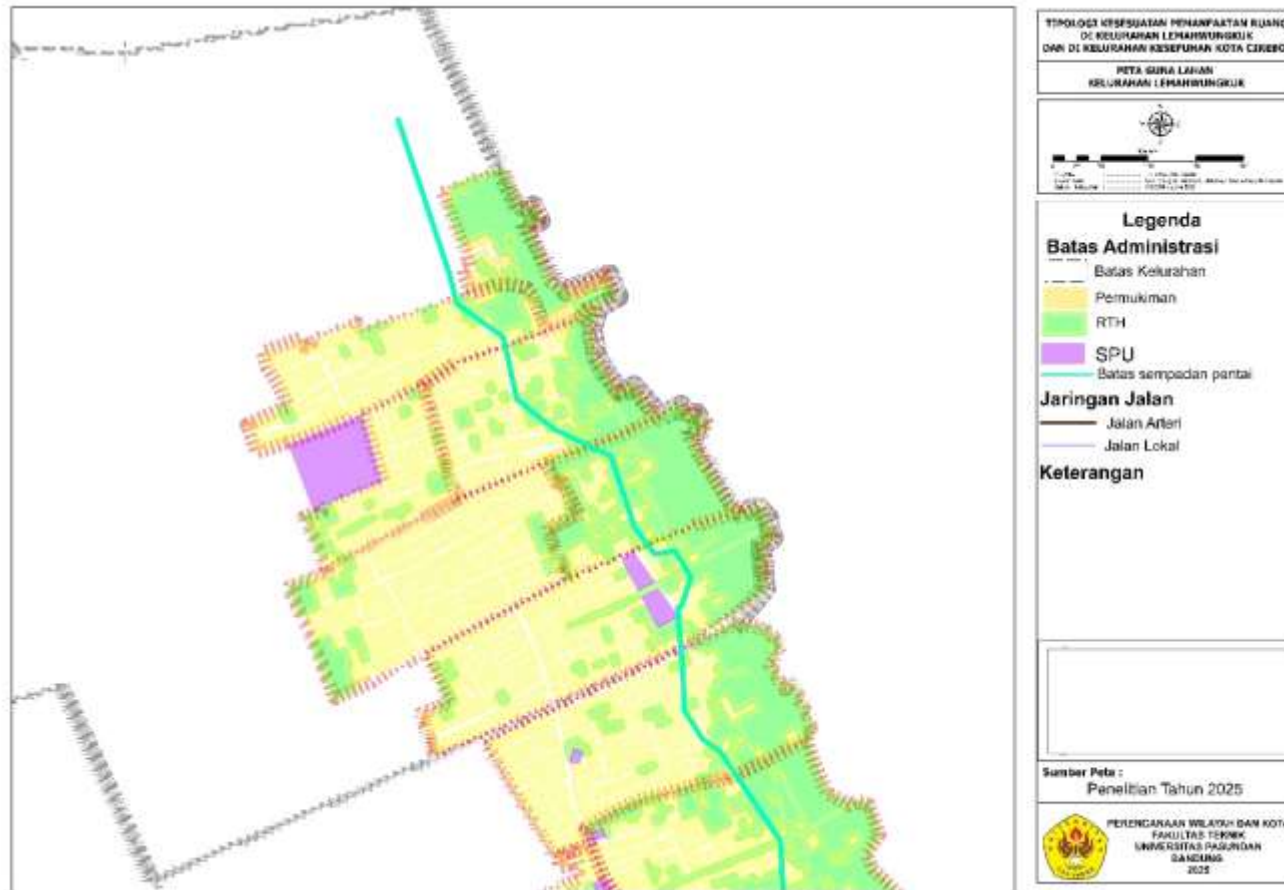 TIPOLOGI KESESUAIAN PEMANFAATAN RUANG
DI KELURAHAN LEMAHWUNGKUK
DAN DI KELURAHAN KESEPUHAN KOTA CIREBO
PETA GUNA LAHAN
KELURAHAN LEMAHWUNGKUK
Legenda
Batas Administrasi
Batas Kelurahan
Permukiman
RTH
SPU
Batas sempadan pantai
Jaringan Jalan
Jalan Arteri
Jalan Lokal
Keterangan
Sumber Peta :
Penelitian Tahun 2025
PERENCANAAN WILAYAH DAN KOTA
FAKULTAS TEKNIK
UNIVERSITAS PASUNDAN
BANDUNG
2025